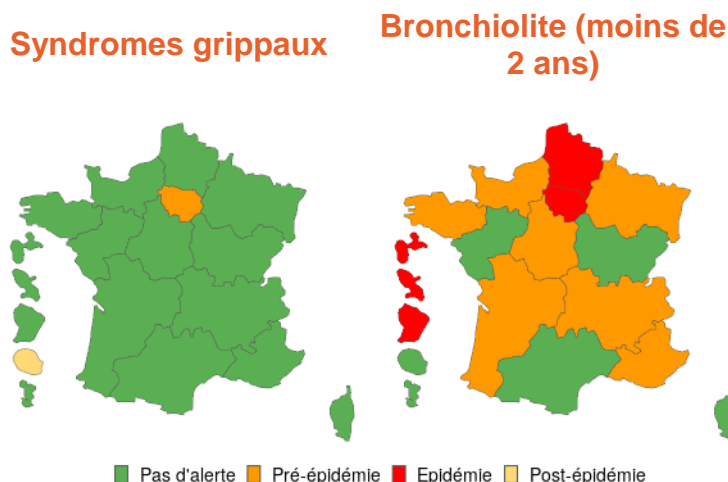 Syndromes grippaux
Bronchiolite (moins de
2 ans)
Pas d'alerte Pré-épidémie Epidémie Post-épidémie